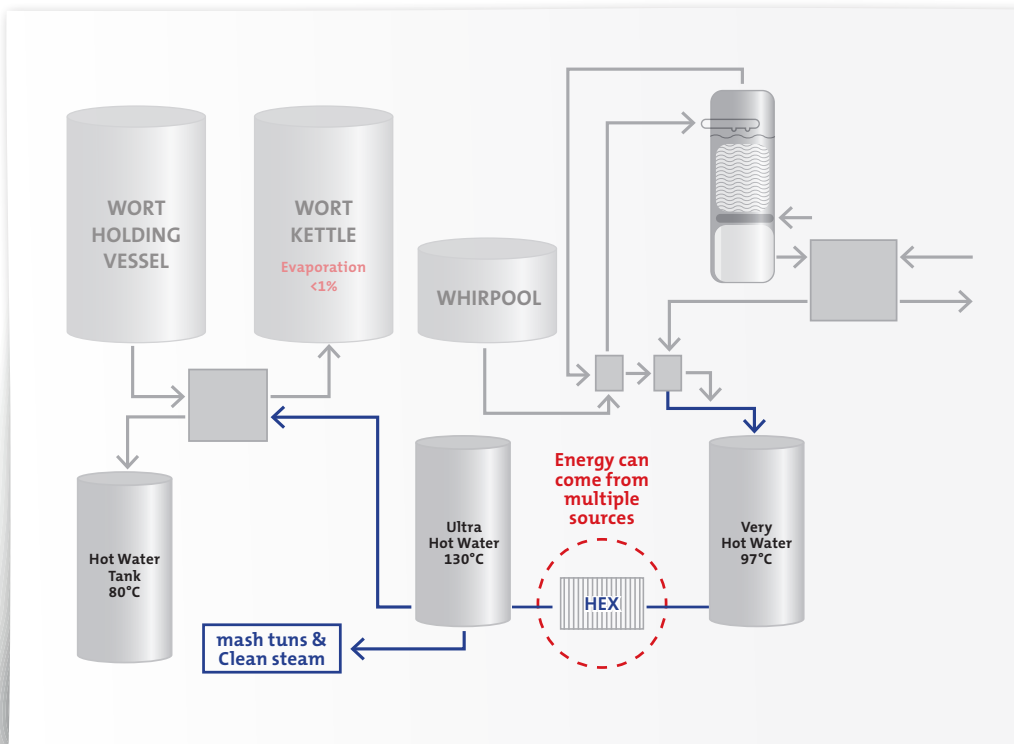 WORT
HOLDING
VESSEL
WORT
KETTLE
Evaporation
<1%
WHIRPOOL
Energy can
come from
multiple
sources
Ultra
Hot Water
130°C
Very
Hot Water
97°C
Hot Water
Tank
80°C
HEX
mash tuns &
Clean steam